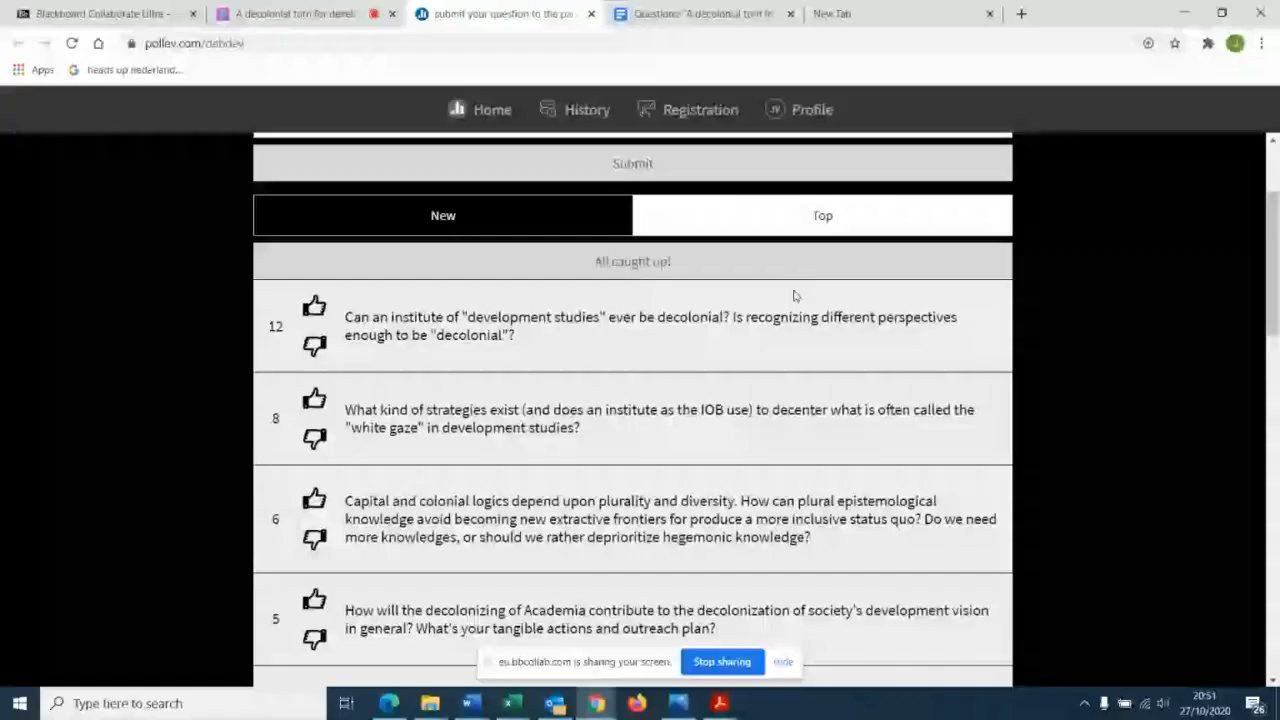 Blackboard Collaborate Ultra –
A decolonial turn for devel
submit your question to the pa
Questions "A decolonial turn in
New Tab
pollev.com/debdev
Apps
heads up nederland...
Home
History
Registration
JV
Profile
Submit
New
Top
All caught up!
12
Can an institute of "development studies" ever be decolonial? Is recognizing different perspectives
enough to be "decolonial"?
8
What kind of strategies exist (and does an institute as the IOB use) to decenter what is often called the
"white gaze" in development studies?
6
Capital and colonial logics depend upon plurality and diversity. How can plural epistemological
knowledge avoid becoming new extractive frontiers for produce a more inclusive status quo? Do we need
more knowledges, or should we rather deprioritize hegemonic knowledge?
5
How will the decolonizing of Academia contribute to the decolonization of society's development vision
in general? What's your tangible actions and outreach plan?
eu.bbcollab.com is sharing your screen.
Stop sharing
Hide
Type here to search
20:51
27/10/2020
26